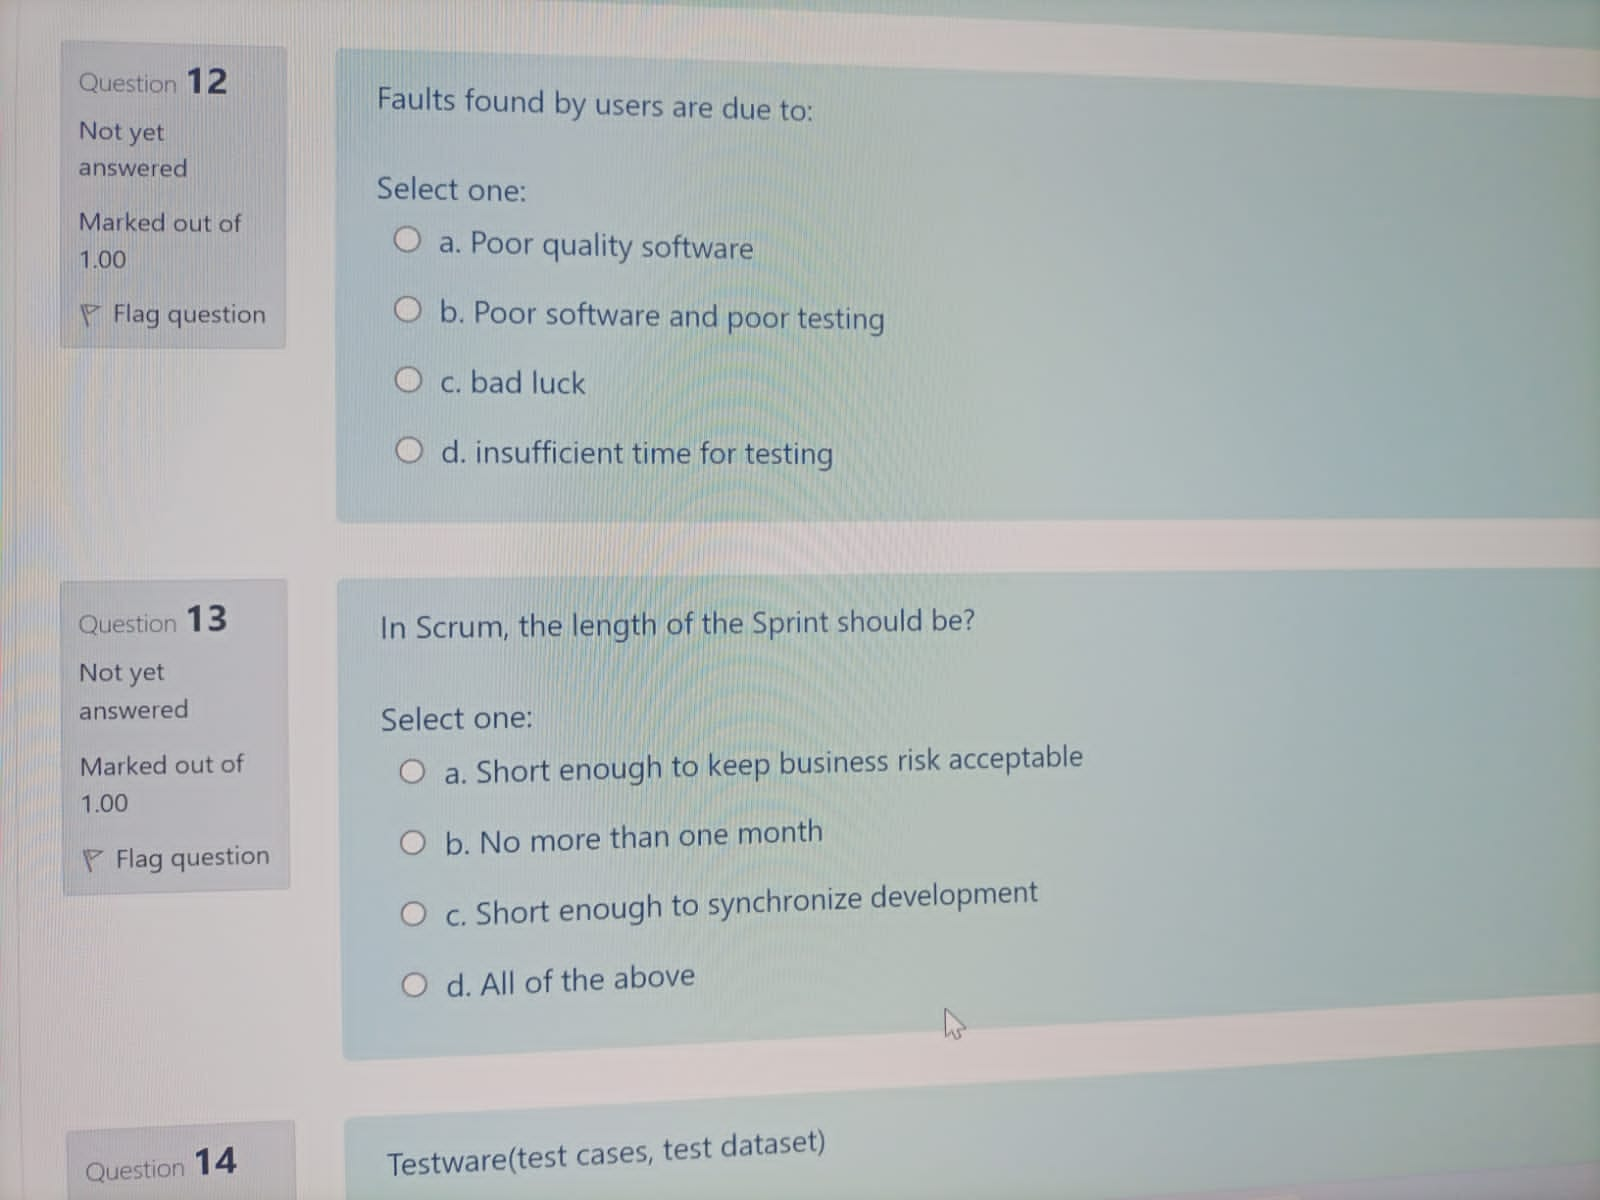 Question 12
Not yet
answered
Marked out of
1.00
Flag question
Faults found by users are due to:
Select one:
a. Poor quality software
b. Poor software and poor testing
c. bad luck
d. insufficient time for testing
Question 13
Not yet
answered
Marked out of
1.00
Flag question
In Scrum, the length of the Sprint should be?
Select one:
a. Short enough to keep business risk acceptable
b. No more than one month
c. Short enough to synchronize development
d. All of the above
Question 14
Testware(test cases, test dataset)